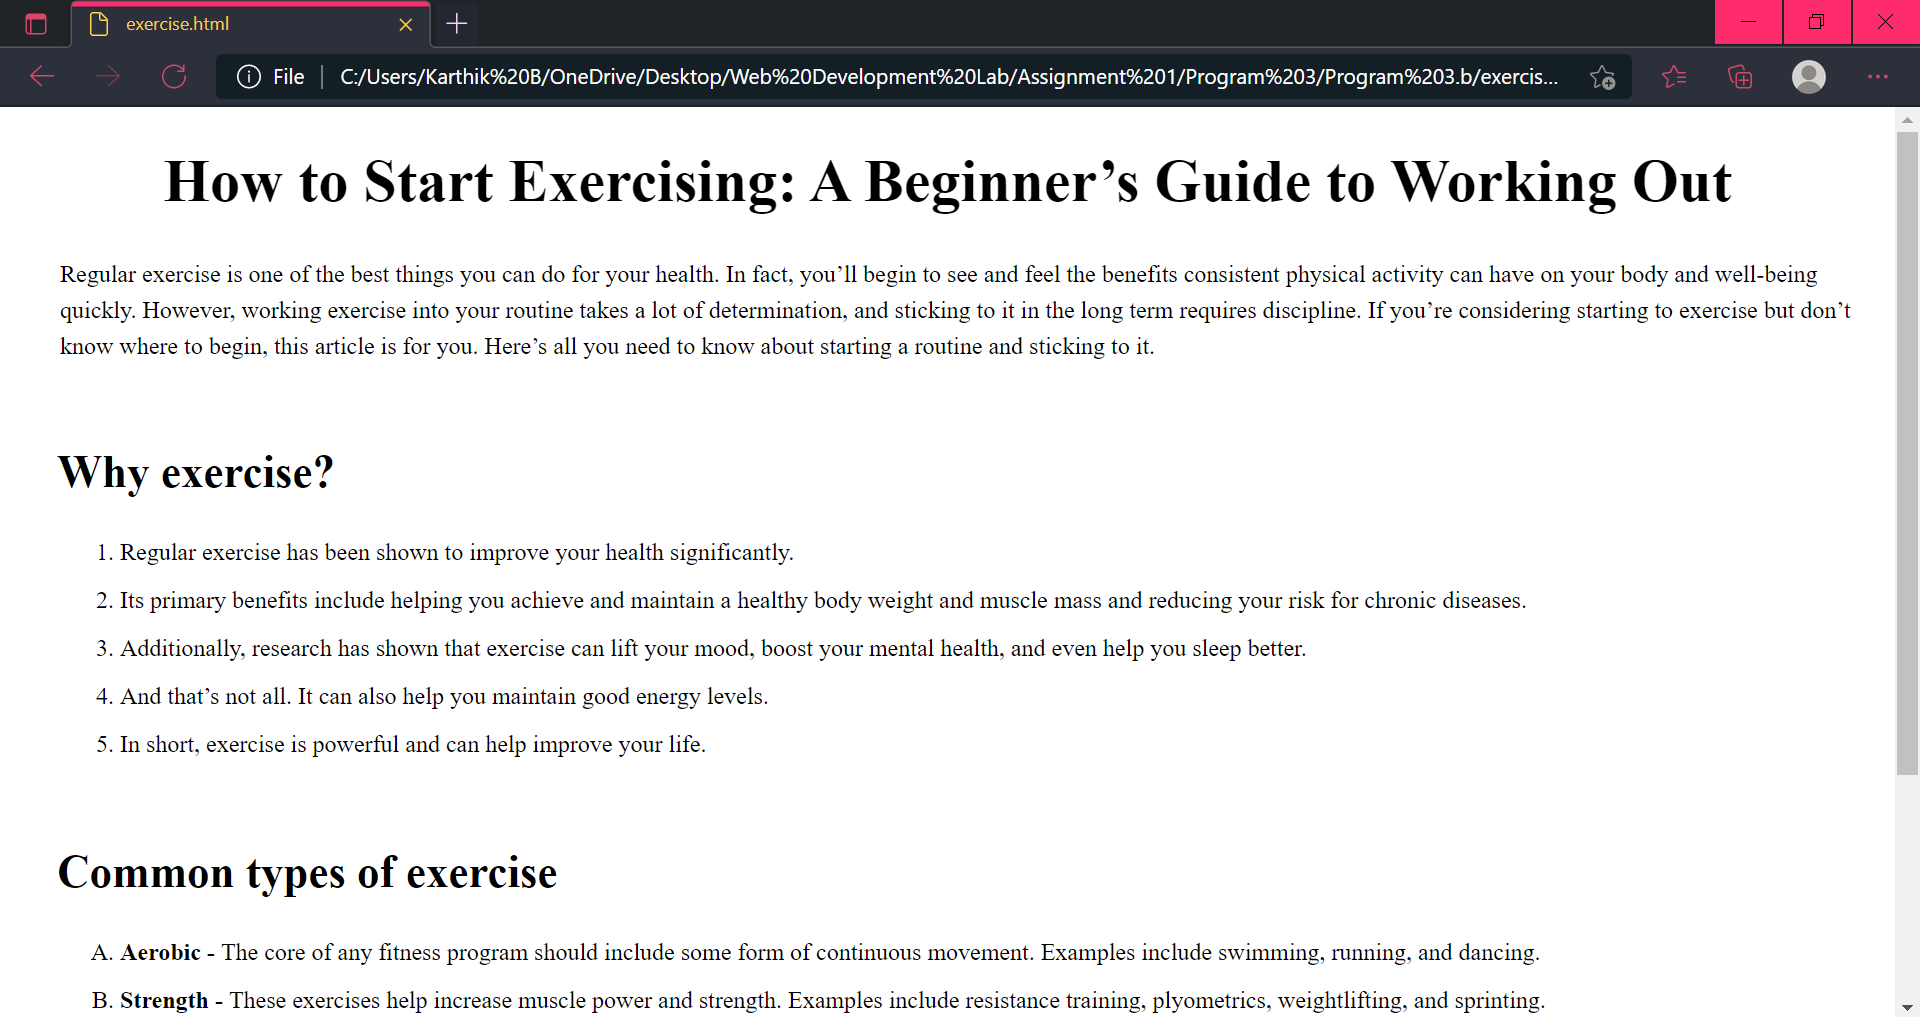 exercise.html
File
C:/Users/Karthik%20B/OneDrive/Desktop/Web%20Development%20Lab/Assignment%201/Program%203/Program%203.b/exercis...
How to Start Exercising: A Beginner’s Guide to Working Out
Regular exercise is one of the best things you can do for your health. In fact, you’ll begin to see and feel the benefits consistent physical activity can have on your body and well-being
quickly. However, working exercise into your routine takes a lot of determination, and sticking to it in the long term requires discipline. If you’re considering starting to exercise but don’t
know where to begin, this article is for you. Here’s all you need to know about starting a routine and sticking to it.
Why exercise?
1. Regular exercise has been shown to improve your health significantly.
2. Its primary benefits include helping you achieve and maintain a healthy body weight and muscle mass and reducing your risk for chronic diseases.
3. Additionally, research has shown that exercise can lift your mood, boost your mental health, and even help you sleep better.
4. And that’s not all. It can also help you maintain good energy levels.
5. In short, exercise is powerful and can help improve your life.
Common types of exercise
A. Aerobic - The core of any fitness program should include some form of continuous movement. Examples include swimming, running, and dancing.
B. Strength - These exercises help increase muscle power and strength. Examples include resistance training, plyometrics, weightlifting, and sprinting.